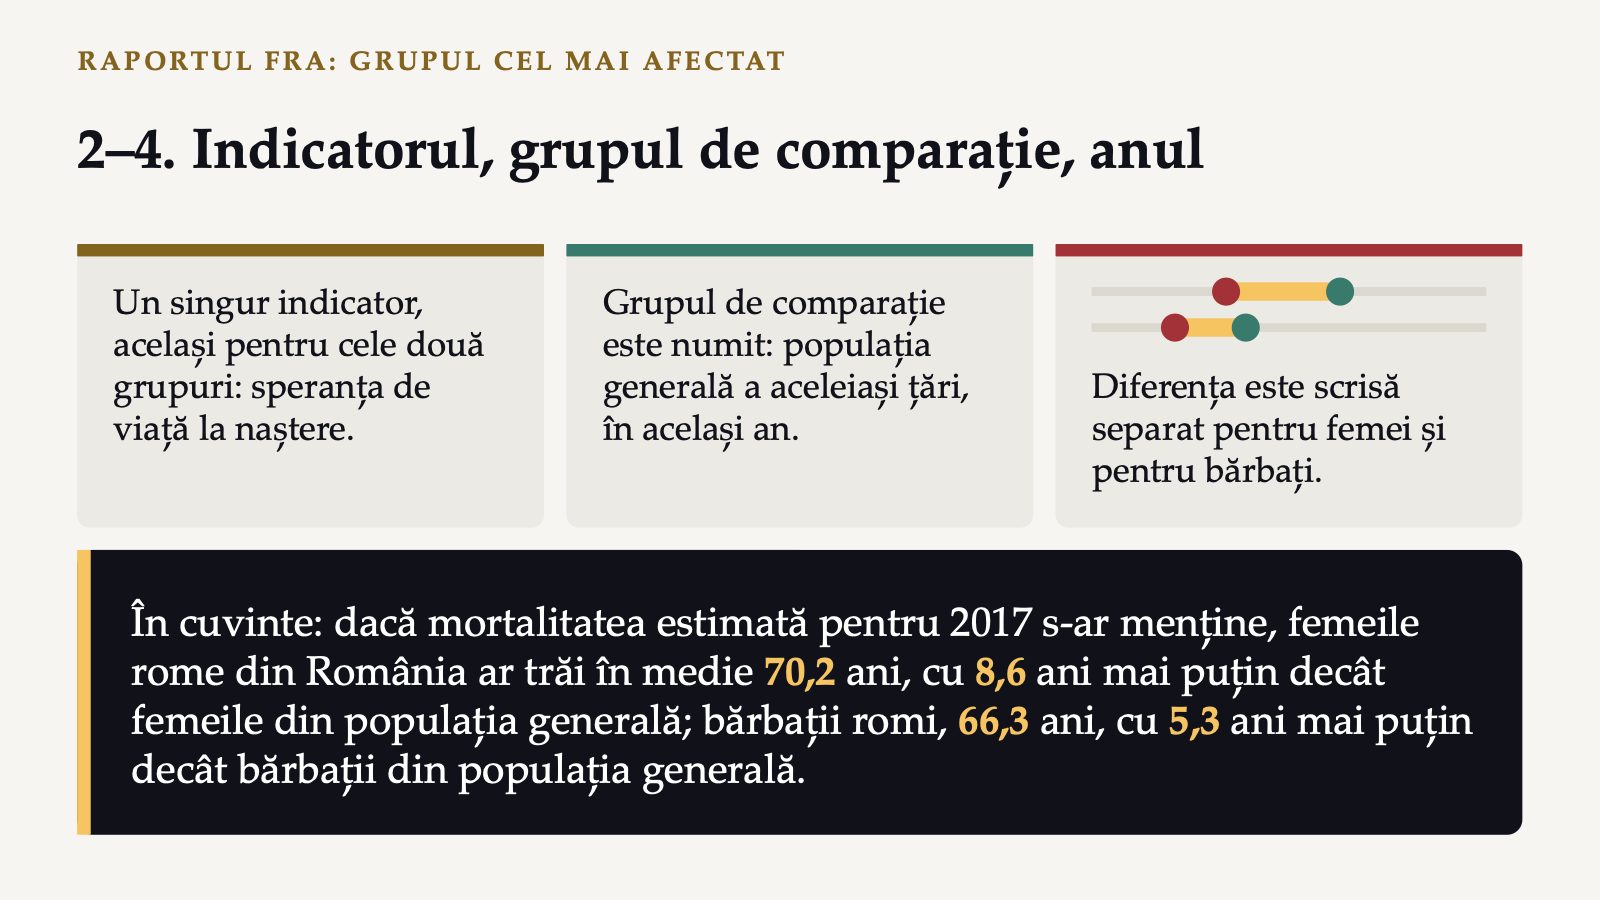 RAPORTUL FRA: GRUPUL CEL MAI AFECTAT
2–4. Indicatorul, grupul de comparație, anul
Un singur indicator,
același pentru cele două
grupuri: speranța de
viață la naștere.
Grupul de comparație
este numit: populația
generală a aceleiași țări,
în același an.
Diferența este scrisă
separat pentru femei și
pentru bărbați.
În cuvinte: dacă mortalitatea estimată pentru 2017 s-ar menține, femeile
rome din România ar trăi în medie 70,2 ani, cu 8,6 ani mai puțin decât
femeile din populația generală; bărbații romi, 66,3 ani, cu 5,3 ani mai puțin
decât bărbații din populația generală.